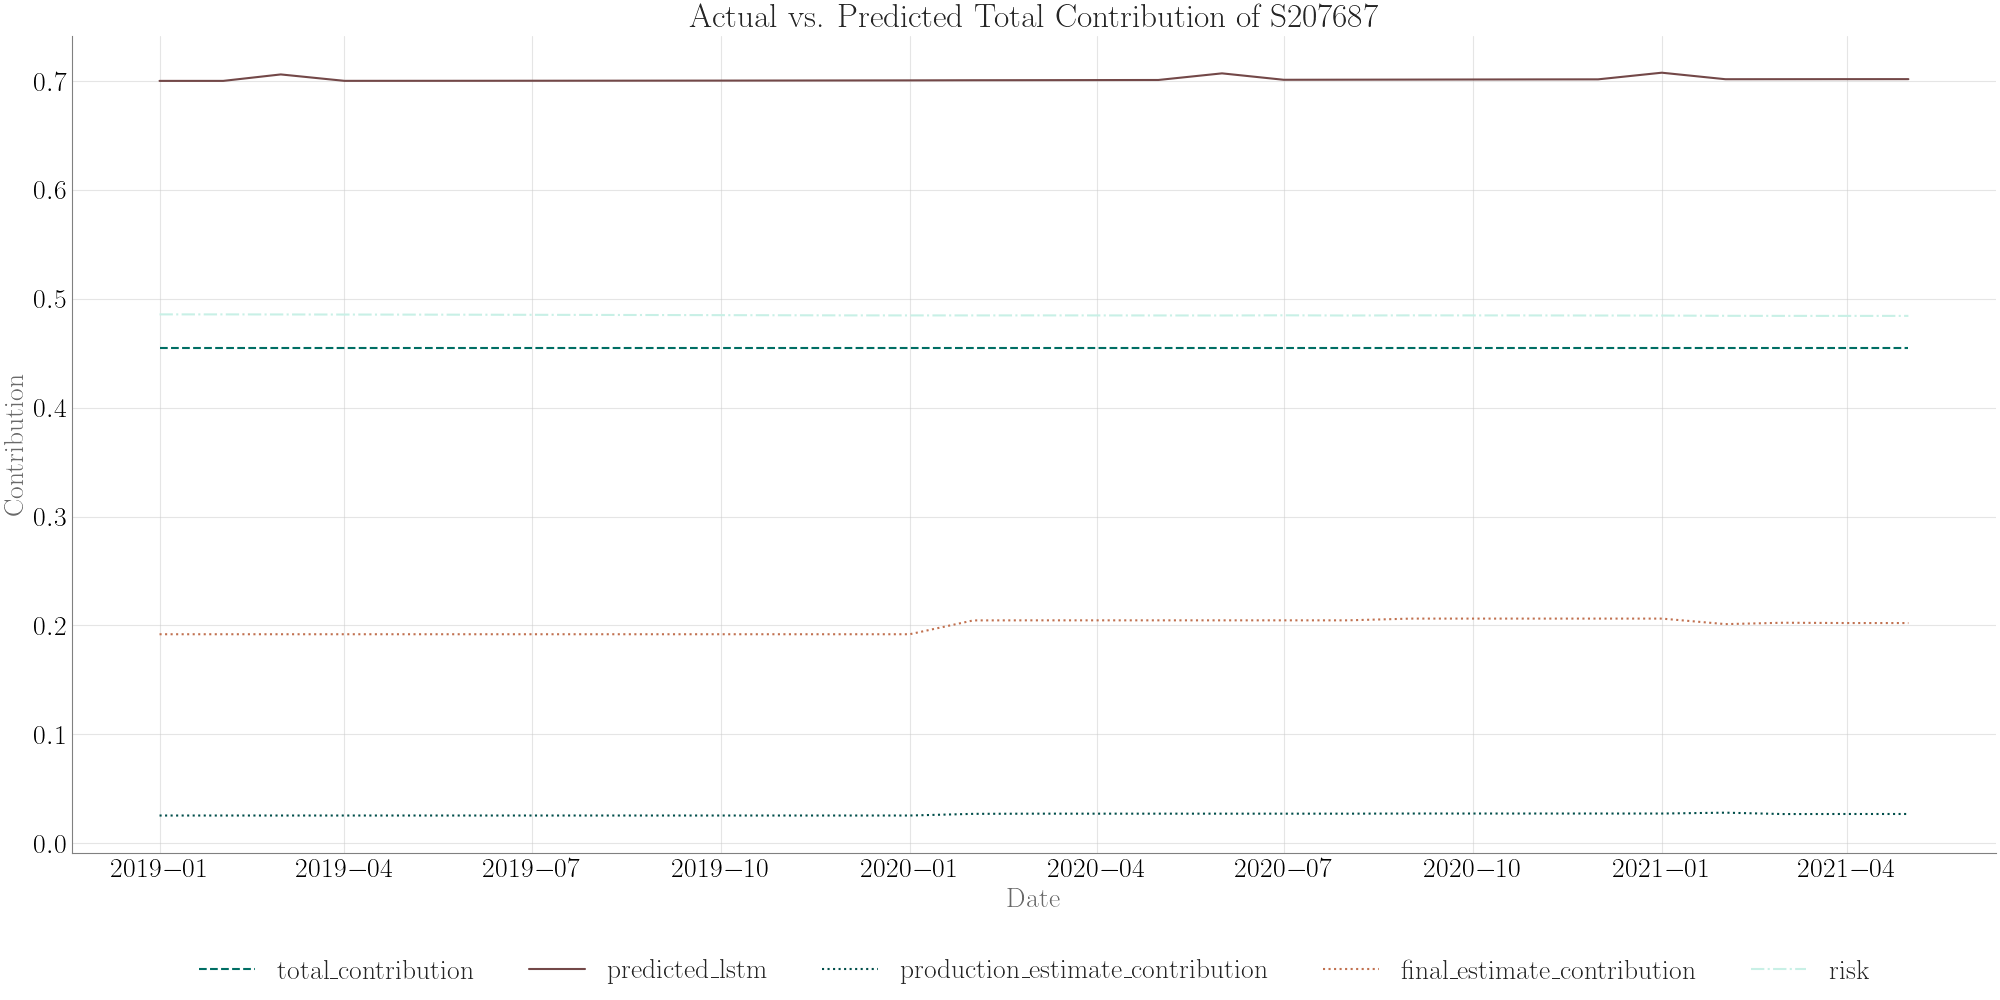 Actual vs. Predicted Total Contribution of S207687
Contribution
0.7
0.6
0.5
0.4
0.3
0.2
0.1
0.0
2019−01 2019−04 2019−07 2019−10 2020−01 2020−04 2020−07 2020−10 2021−01 2021−04
Date
total_contribution predicted_lstm production_estimate_contribution final_estimate_contribution risk